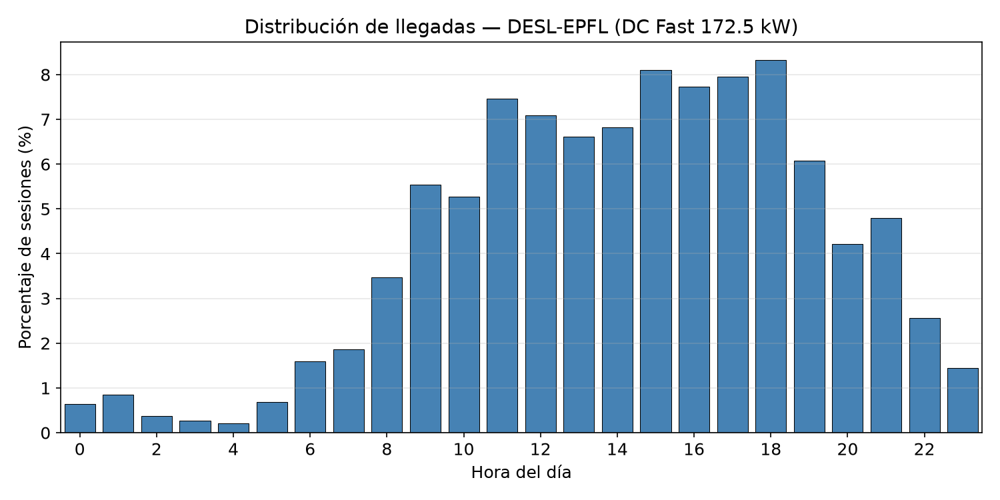 Distribución de llegadas — DESL-EPFL (DC Fast 172.5 kW)
Porcentaje de sesiones (%)
8
7
6
5
4
3
2
1
0
0 2 4 6 8 10 12 14 16 18 20 22
Hora del día